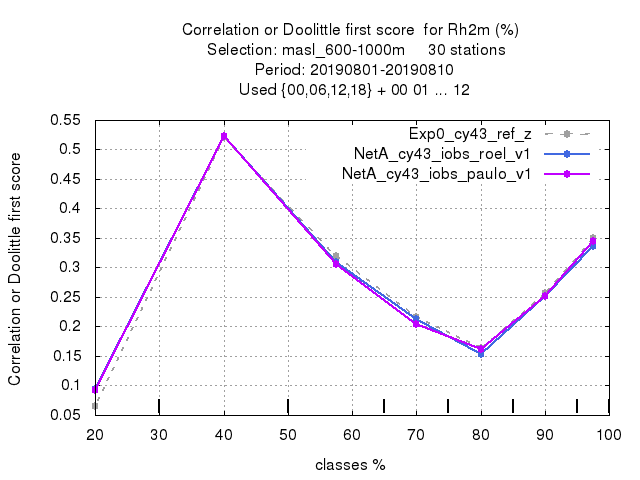 Correlation or Doolittle first score  for Rh2m (%)
Selection: masl_600-1000m     30 stations
Period: 20190801-20190810
Used {00,06,12,18} + 00 01 ... 12
Correlation or Doolittle first score
0.55
0.5
0.45
0.4
0.35
0.3
0.25
0.2
0.15
0.1
0.05
Exp0_cy43_ref_z
NetA_cy43_iobs_roel_v1
NetA_cy43_iobs_paulo_v1
20 30 40 50 60 70 80 90 100
classes %